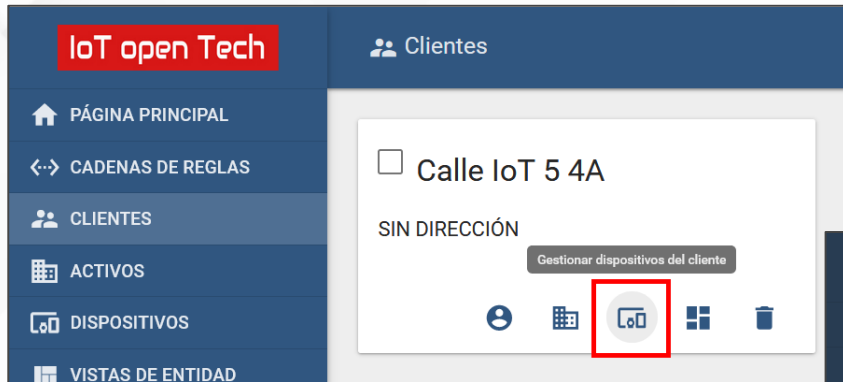 IoT open Tech
Clientes
PÁGINA PRINCIPAL
CADENAS DE REGLAS
CLIENTES
ACTIVOS
DISPOSITIVOS
VISTAS DE ENTIDAD
Calle IoT 5 4A
SIN DIRECCIÓN
Gestionar dispositivos del cliente